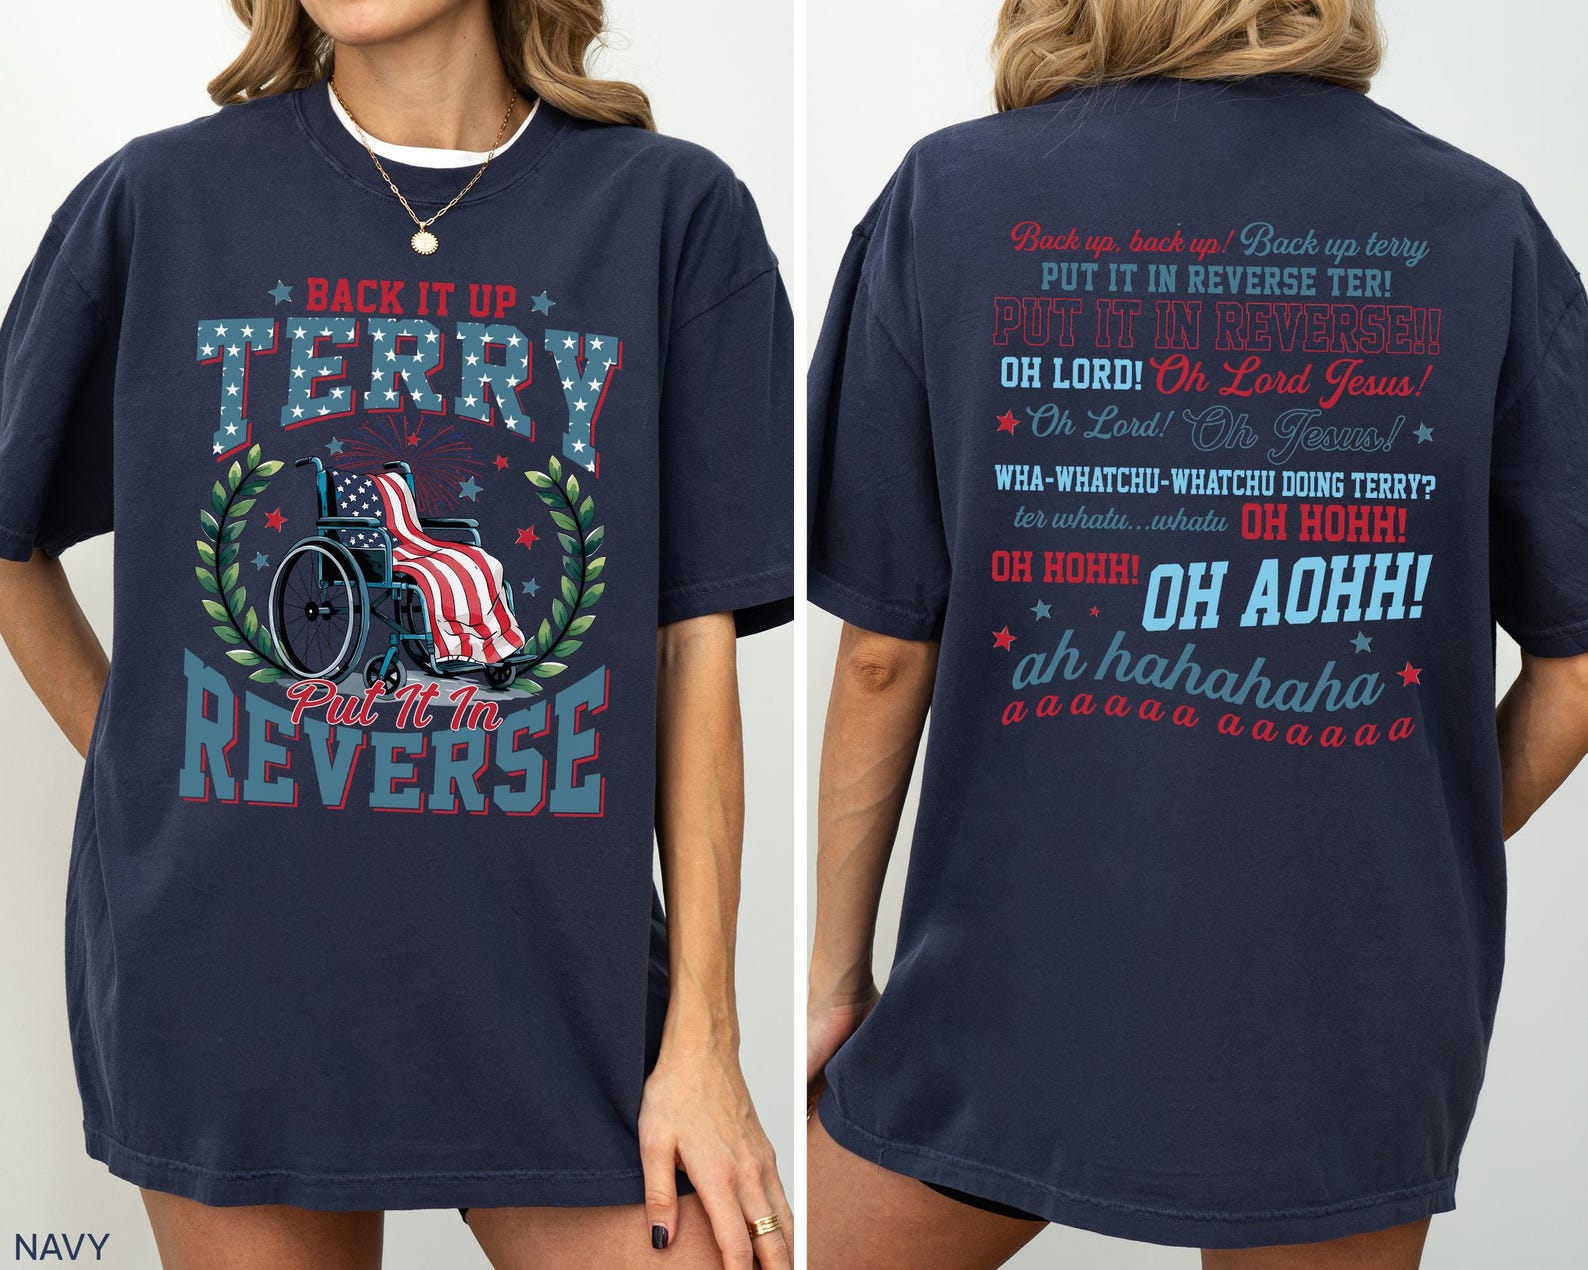 BACK IT UP
TERRY
Put It In
REVERSE
NAVY
Back up, back up! Back up terry
PUT IT IN REVERSE TER!
PUT IT IN REVERSE!!
OH LORD! Oh Lord Jesus!
Oh Lord! Oh Jesus!
WHA-WHATCHU-WHATCHU DOING TERRY?
ter whatu...whatu OH HOHH!
OH HOHH! OH AOHH!
ah hahahaha
a a a a a a a a a a a a a